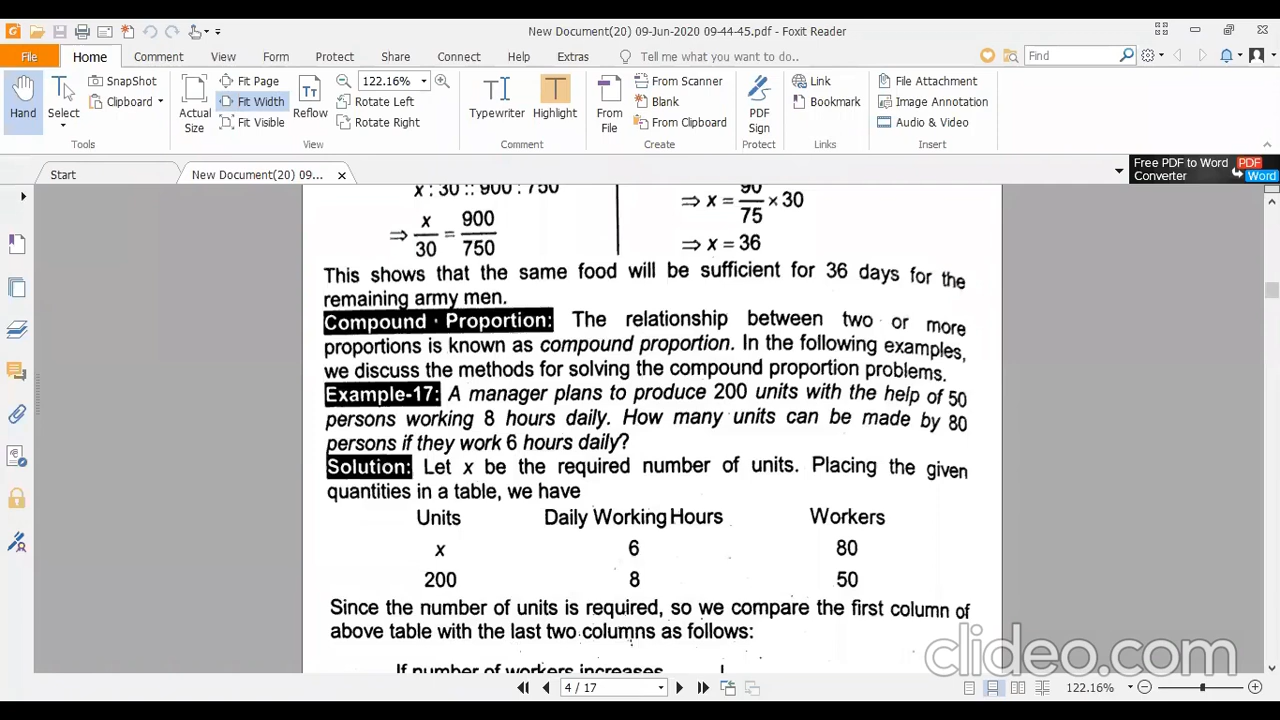 New Document(20) 09-Jun-2020 09-44-45.pdf - Foxit Reader
File Home Comment View Form Protect Share Connect Help Extras Tell me what you want to do.. Find
Hand
Select
SnapShot
Clipboard
Tools
Actual Size
Fit Page
Fit Width
Fit Visible
Reflow
122.16%
Rotate Left
Rotate Right
View
Typewriter
Highlight
Comment
From File
From Scanner
Blank
From Clipboard
Create
PDF Sign
Protect
Link
Bookmark
Links
File Attachment
Image Annotation
Audio & Video
Insert
Start
New Document(20) 09...
Free PDF to Word PDF
Converter Word
x : 30 :: 900 : 750
⇒ x/30 = 900/750
⇒ x = 90/75 × 30
⇒ x = 36
This shows that the same food will be sufficient for 36 days for the
remaining army men.
Compound · Proportion: The relationship between two or more
proportions is known as compound proportion. In the following examples,
we discuss the methods for solving the compound proportion problems.
Example-17: A manager plans to produce 200 units with the help of 50
persons working 8 hours daily. How many units can be made by 80
persons if they work 6 hours daily?
Solution: Let x be the required number of units. Placing the given
quantities in a table, we have
Units Daily Working Hours Workers
x 6 80
200 8 50
Since the number of units is required, so we compare the first column of
above table with the last two columns as follows:
If number of workers increases
clideo.com
4 / 17
122.16%